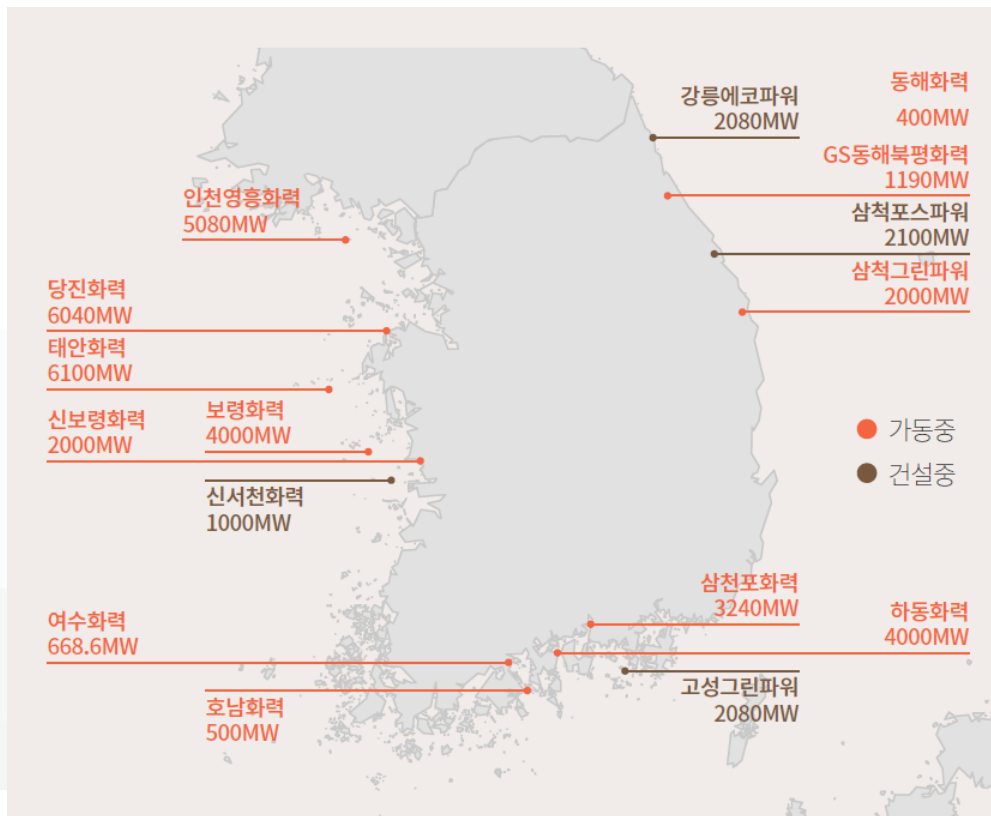 강릉에코파워
2080MW
동해화력
400MW
GS동해북평화력
1190MW
인천영흥화력
5080MW
삼척포스파워
2100MW
삼척그린파워
2000MW
당진화력
6040MW
태안화력
6100MW
신보령화력
2000MW
보령화력
4000MW
가동중
건설중
신서천화력
1000MW
삼천포화력
3240MW
하동화력
4000MW
여수화력
668.6MW
고성그린파워
2080MW
호남화력
500MW